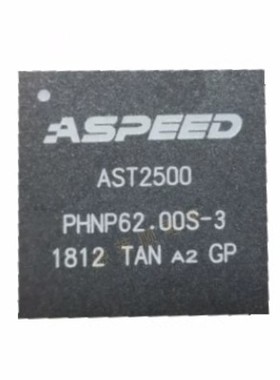 ASPEED
AST2500
PHNP62.00S-3
1812 TAN A2 GP